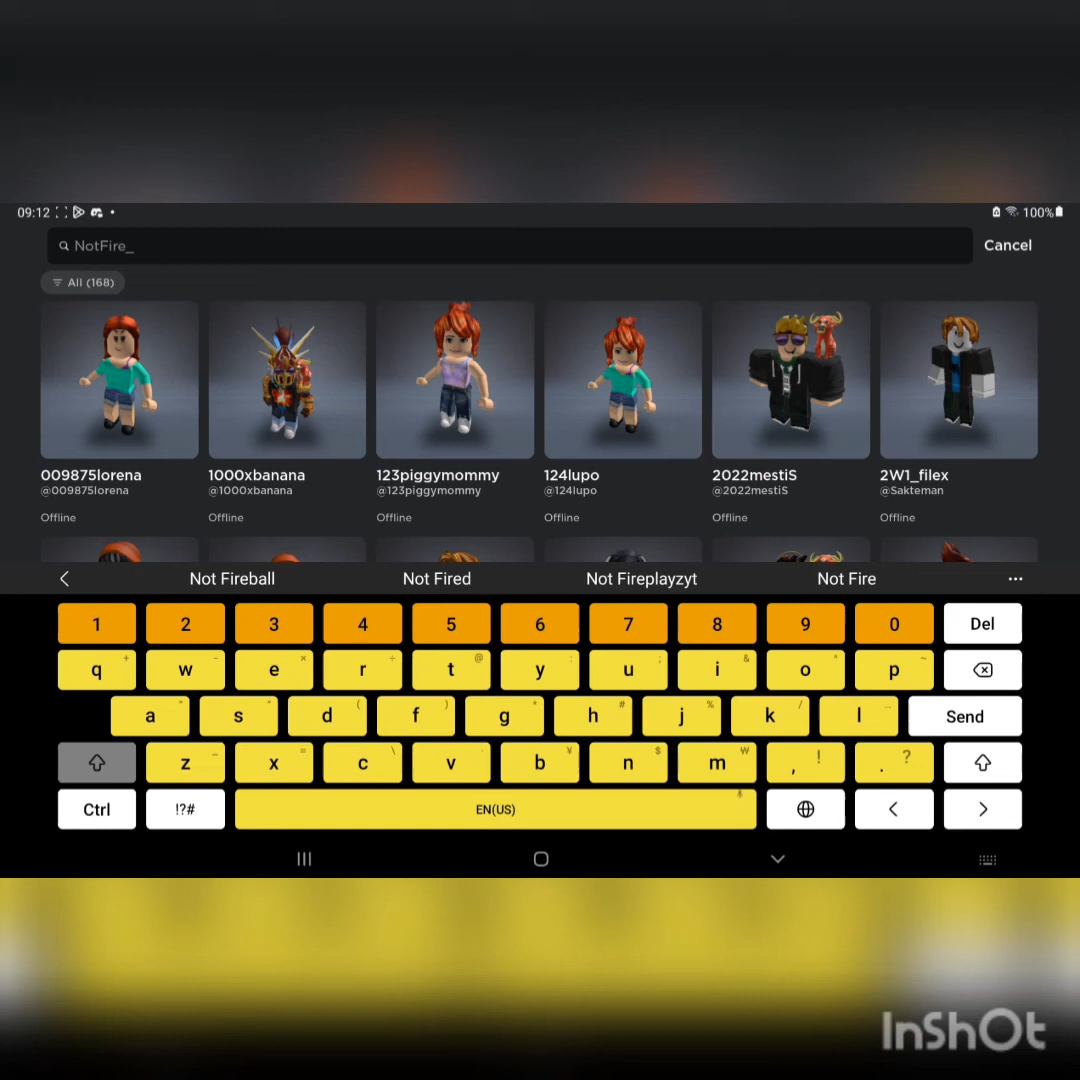 09:12 100%
NotFire_ Cancel
All (168)
009875lorena 1000xbanana 123piggymommy 124lupo 2022mestiS 2W1_filex
@009875lorena @1000xbanana @123piggymommy @124lupo @2022mestiS @Sakteman
Offline Offline Offline Offline Offline Offline
Not Fireball Not Fired Not Fireplayzyt Not Fire ...
1 2 3 4 5 6 7 8 9 0 Del
q + w - e × r ÷ t @ y : u ; i & o ^ p ~
a " s " d ( f ) g * h # j % k / l Send
z _ x = c \ v b ¥ n $ m ₩ , ! . ?
Ctrl !?# EN(US) < >
InShOt